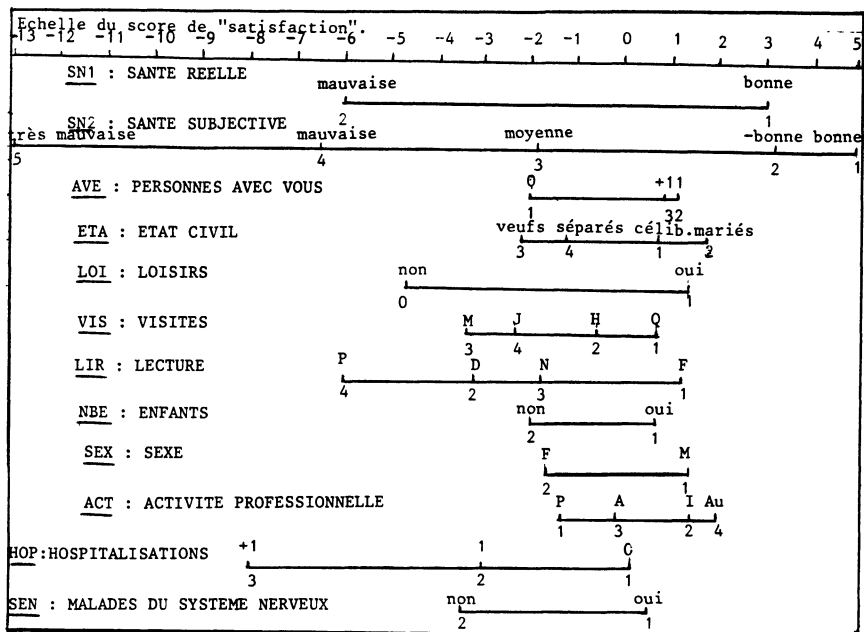 Echelle du score de "satisfaction".
-13 -12 -11 -10 -9 -8 -7 -6 -5 -4 -3 -2 -1 0 1 2 3 4 5
SN1 : SANTE REELLE
mauvaise bonne
2 1
SN2 : SANTE SUBJECTIVE
très mauvaise mauvaise moyenne -bonne bonne
5 4 3 2 1
AVE : PERSONNES AVEC VOUS
0 +1 1
1 3 2
ETA : ETAT CIVIL
veufs séparés célib. mariés
3 4 1 2
LOI : LOISIRS
non oui
0 1
VIS : VISITES
M J H Q
3 4 2 1
LIR : LECTURE
P D N F
4 2 3 1
NBE : ENFANTS
non oui
2 1
SEX : SEXE
F M
2 1
ACT : ACTIVITE PROFESSIONNELLE
P A I Au
1 3 2 4
HOP:HOSPITALISATIONS
+1 1 0
3 2 1
SEN : MALADES DU SYSTEME NERVEUX
non oui
2 1